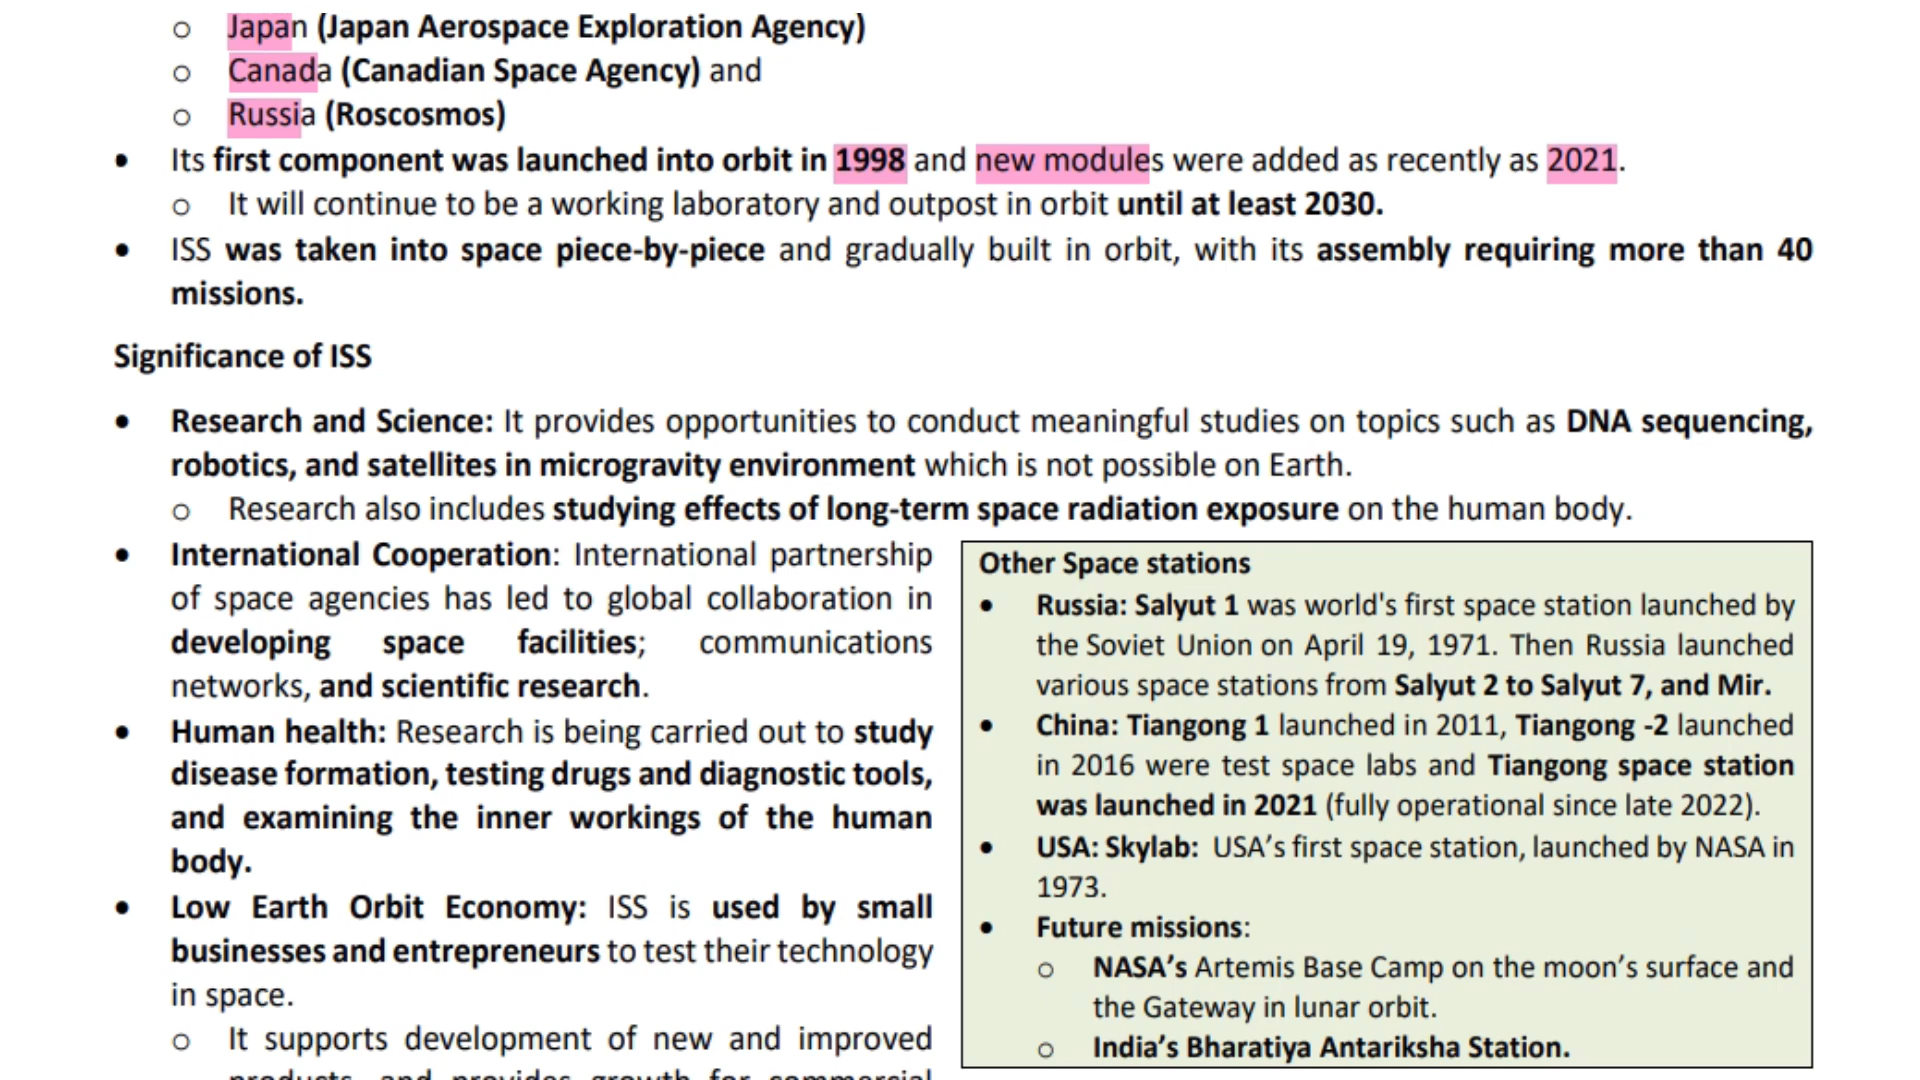 o Japan (Japan Aerospace Exploration Agency)
o Canada (Canadian Space Agency) and
o Russia (Roscosmos)
• Its first component was launched into orbit in 1998 and new modules were added as recently as 2021.
o It will continue to be a working laboratory and outpost in orbit until at least 2030.
• ISS was taken into space piece-by-piece and gradually built in orbit, with its assembly requiring more than 40
missions.
Significance of ISS
• Research and Science: It provides opportunities to conduct meaningful studies on topics such as DNA sequencing,
robotics, and satellites in microgravity environment which is not possible on Earth.
o Research also includes studying effects of long-term space radiation exposure on the human body.
• International Cooperation: International partnership
of space agencies has led to global collaboration in
developing space facilities; communications
networks, and scientific research.
• Human health: Research is being carried out to study
disease formation, testing drugs and diagnostic tools,
and examining the inner workings of the human
body.
• Low Earth Orbit Economy: ISS is used by small
businesses and entrepreneurs to test their technology
in space.
o It supports development of new and improved
products, and provides growth for commercial
Other Space stations
• Russia: Salyut 1 was world's first space station launched by
the Soviet Union on April 19, 1971. Then Russia launched
various space stations from Salyut 2 to Salyut 7, and Mir.
• China: Tiangong 1 launched in 2011, Tiangong -2 launched
in 2016 were test space labs and Tiangong space station
was launched in 2021 (fully operational since late 2022).
• USA: Skylab: USA’s first space station, launched by NASA in
1973.
• Future missions:
o NASA’s Artemis Base Camp on the moon’s surface and
the Gateway in lunar orbit.
o India’s Bharatiya Antariksha Station.